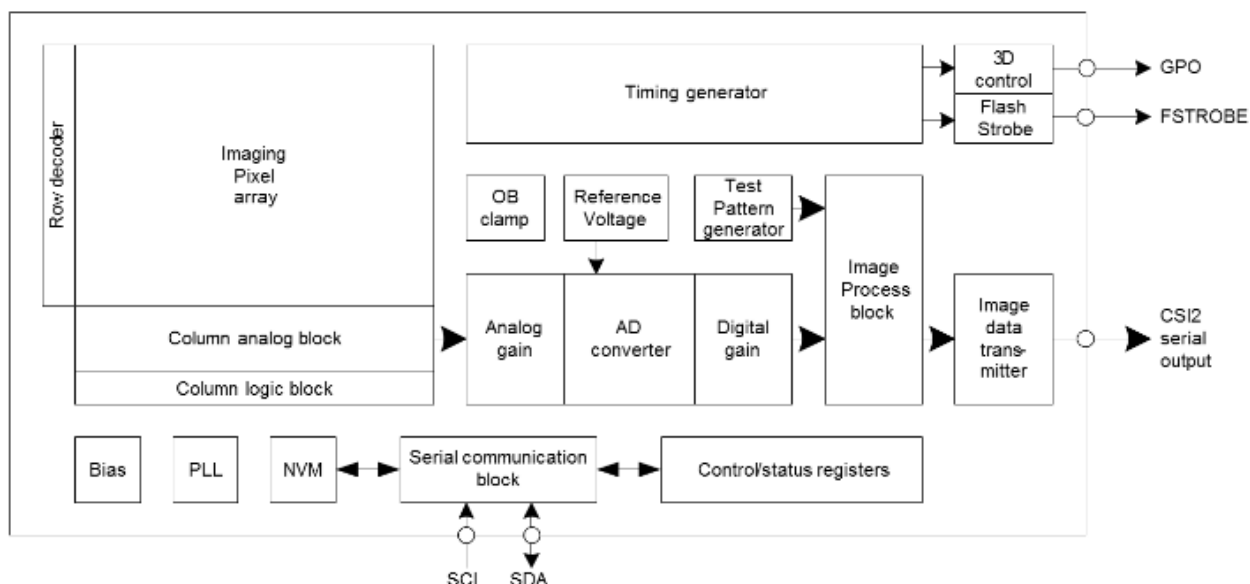 Row decoder
Imaging
Pixel
array
Timing generator
3D
control
GPO
Flash
Strobe
FSTROBE
OB
clamp
Reference
Voltage
Test
Pattern
generator
Image
Process
block
Column analog block
Column logic block
Analog
gain
AD
converter
Digital
gain
Image
data
trans-
mitter
CSI2
serial
output
Bias
PLL
NVM
Serial communication
block
Control/status registers
SCL
SDA